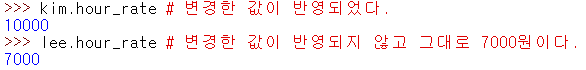 >>> kim.hour_rate # 변경한 값이 반영되었다.
10000
>>> lee.hour_rate # 변경한 값이 반영되지 않고 그대로 7000원이다.
7000